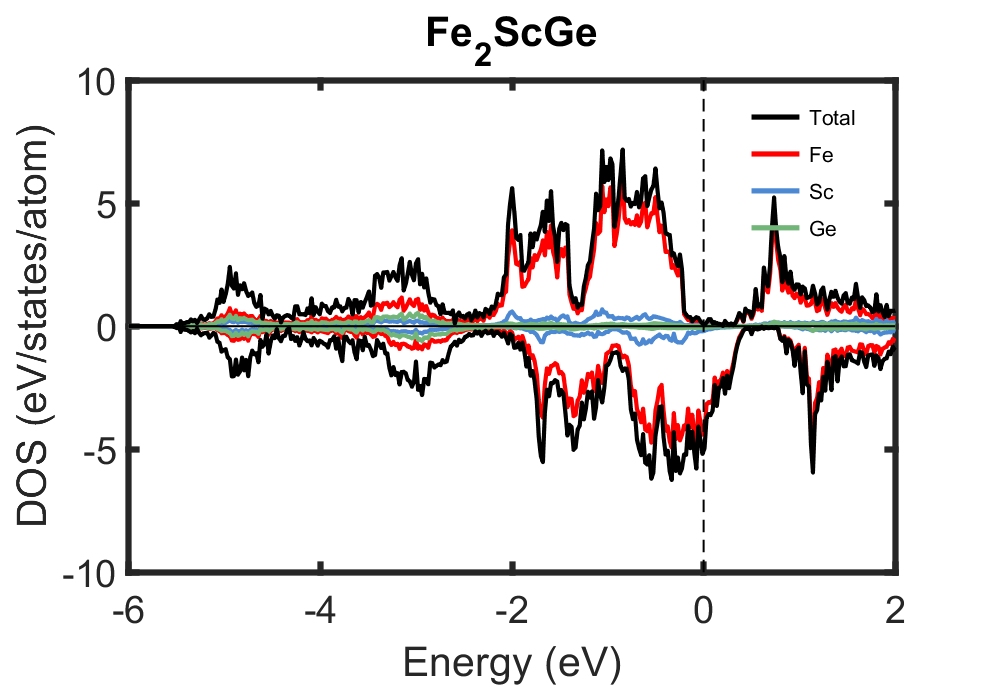 Fe₂ScGe
DOS (eV/states/atom)
10
5
0
-5
-10
Total
Fe
Sc
Ge
-6 -4 -2 0 2
Energy (eV)